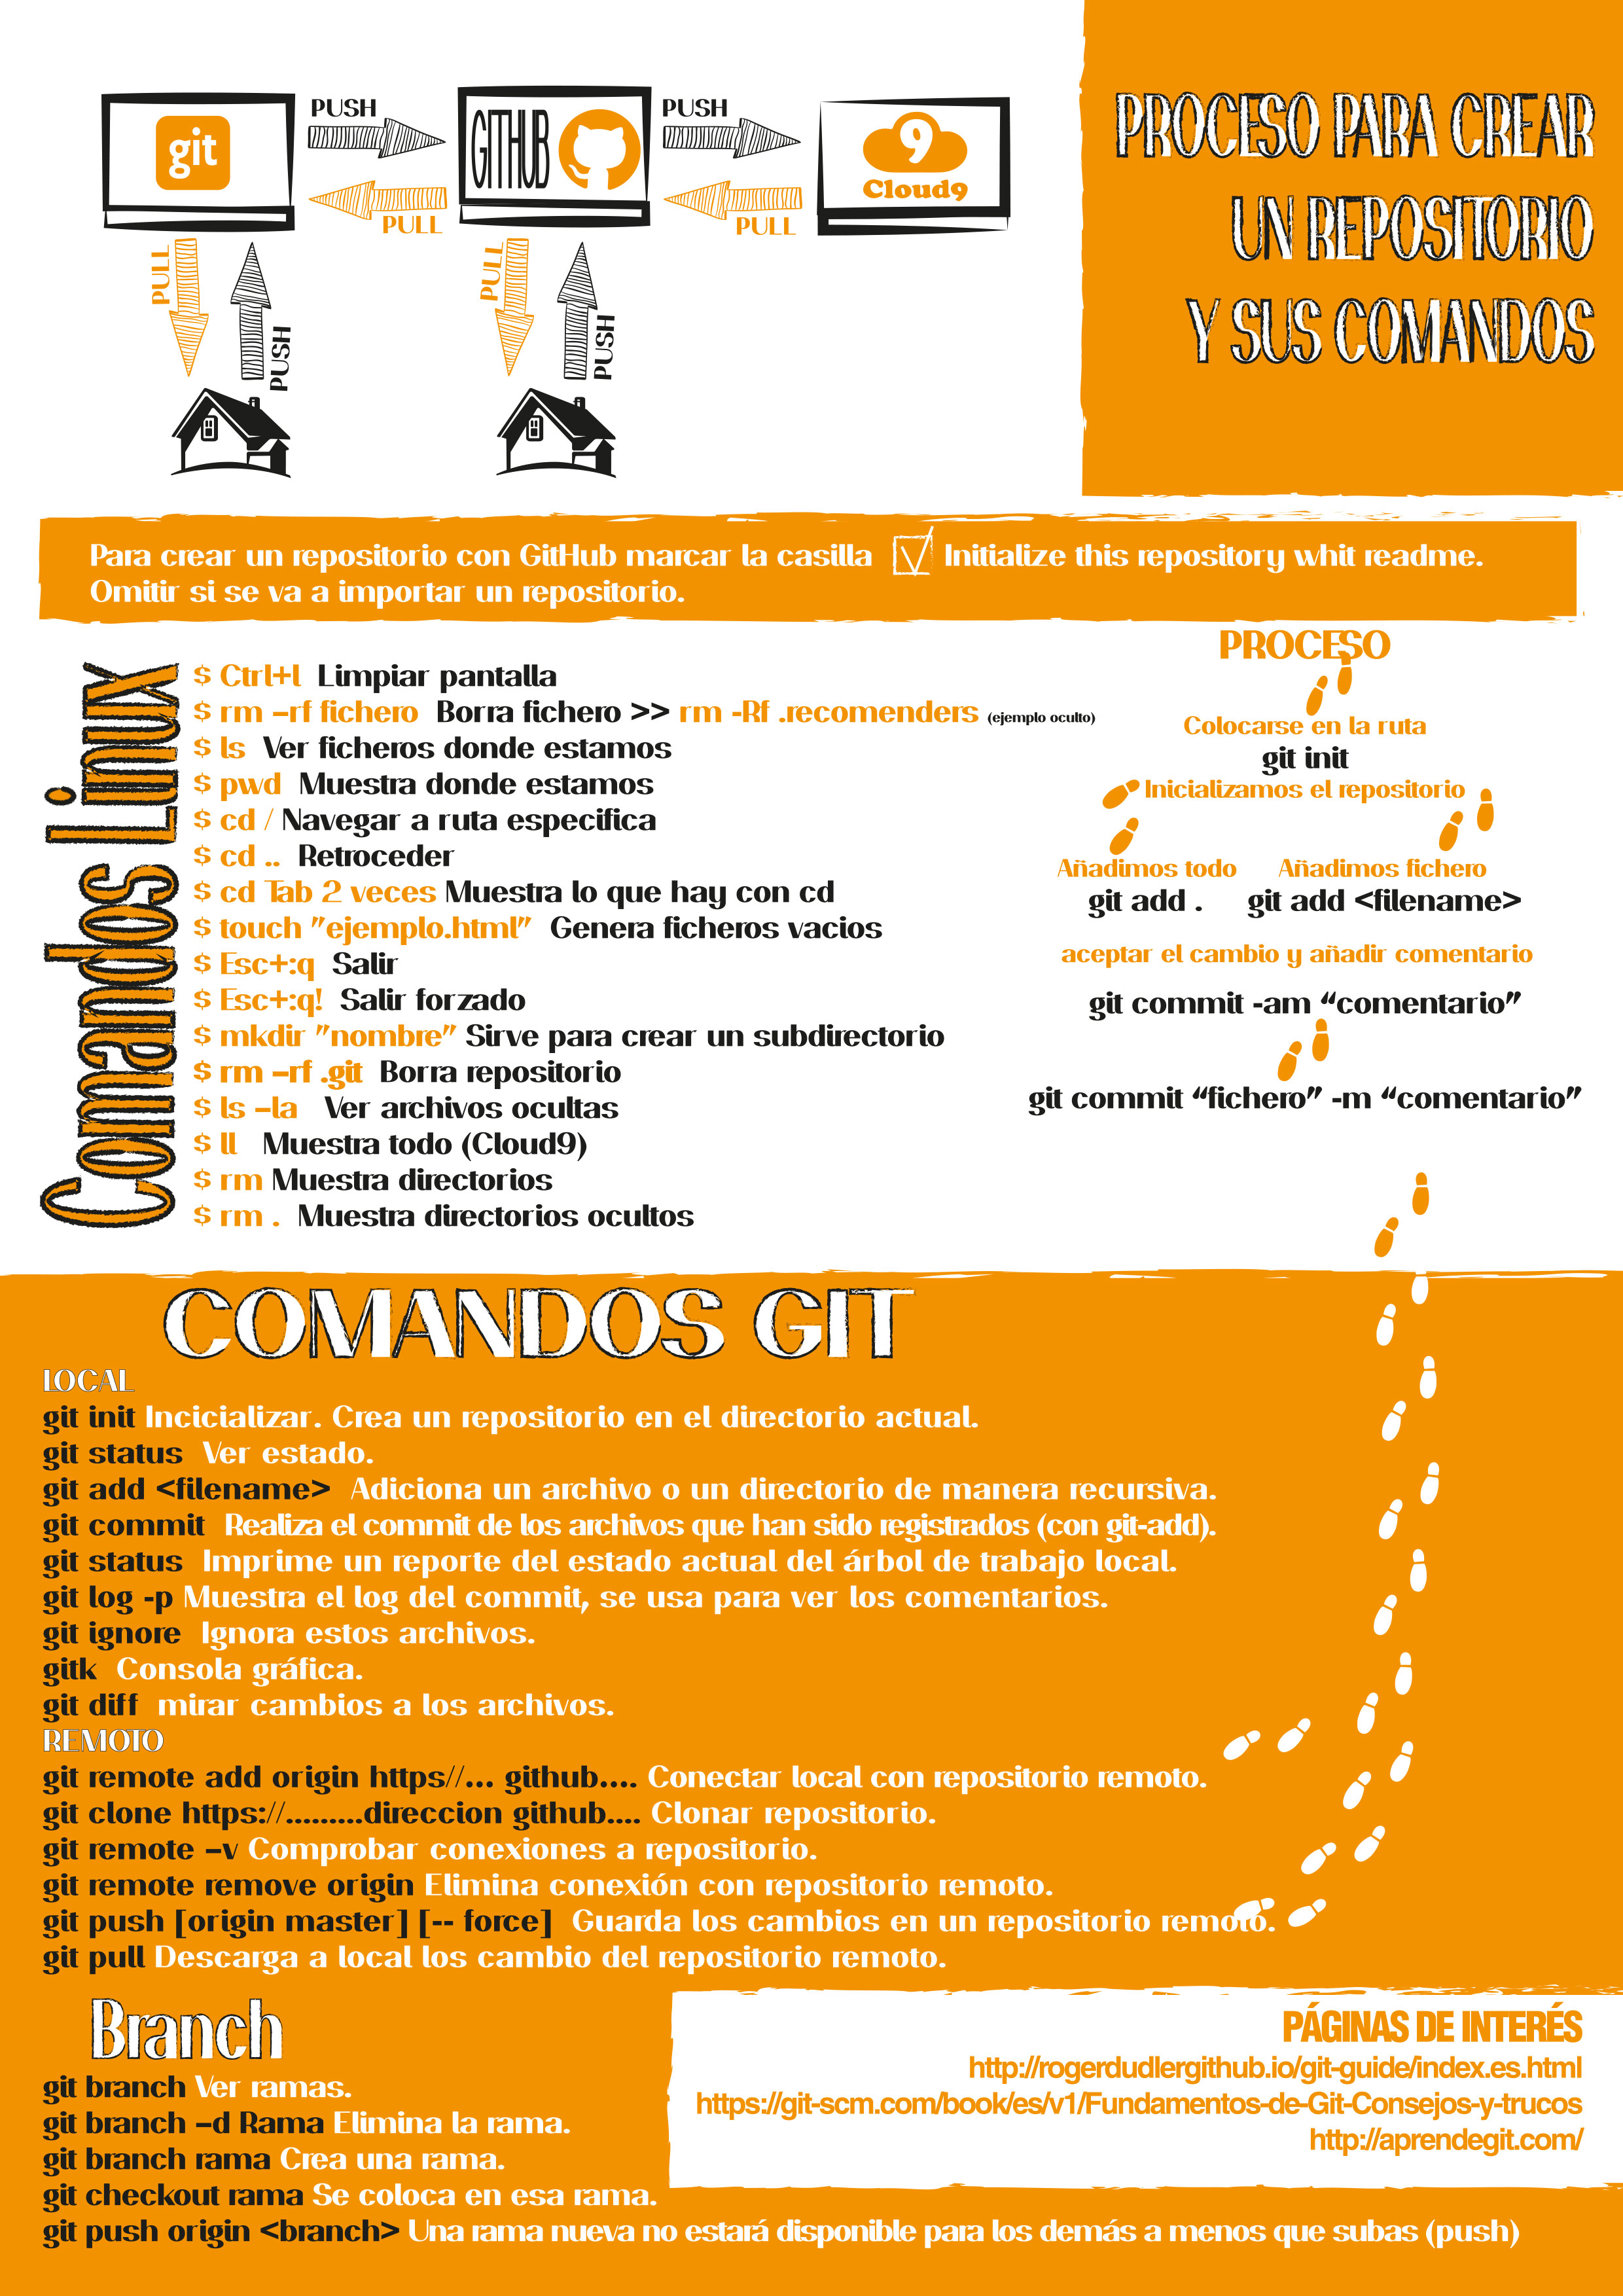 PROCESO PARA CREAR
UN REPOSITORIO
Y SUS COMANDOS
git
PUSH
PULL
GITHUB
PUSH
PULL
9
Cloud9
PULL
PUSH
PULL
PUSH
Para crear un repositorio con GitHub marcar la casilla Initialize this repository whit readme.
Omitir si se va a importar un repositorio.
Comandos Linux
$ Ctrl+l Limpiar pantalla
$ rm –rf fichero Borra fichero >> rm -Rf .recomenders (ejemplo oculto)
$ ls Ver ficheros donde estamos
$ pwd Muestra donde estamos
$ cd / Navegar a ruta especifica
$ cd .. Retroceder
$ cd Tab 2 veces Muestra lo que hay con cd
$ touch "ejemplo.html" Genera ficheros vacios
$ Esc+:q Salir
$ Esc+:q! Salir forzado
$ mkdir "nombre" Sirve para crear un subdirectorio
$ rm –rf .git Borra repositorio
$ ls –la Ver archivos ocultas
$ ll Muestra todo (Cloud9)
$ rm Muestra directorios
$ rm . Muestra directorios ocultos
PROCESO
Colocarse en la ruta
git init
Inicializamos el repositorio
Añadimos todo
git add .
Añadimos fichero
git add <filename>
aceptar el cambio y añadir comentario
git commit -am “comentario”
git commit “fichero” -m “comentario”
COMANDOS GIT
LOCAL
git init Incicializar. Crea un repositorio en el directorio actual.
git status Ver estado.
git add <filename> Adiciona un archivo o un directorio de manera recursiva.
git commit Realiza el commit de los archivos que han sido registrados (con git-add).
git status Imprime un reporte del estado actual del árbol de trabajo local.
git log -p Muestra el log del commit, se usa para ver los comentarios.
git ignore Ignora estos archivos.
gitk Consola gráfica.
git diff mirar cambios a los archivos.
REMOTO
git remote add origin https//... github.... Conectar local con repositorio remoto.
git clone https://.........direccion github.... Clonar repositorio.
git remote –v Comprobar conexiones a repositorio.
git remote remove origin Elimina conexión con repositorio remoto.
git push [origin master] [-- force] Guarda los cambios en un repositorio remoto.
git pull Descarga a local los cambio del repositorio remoto.
Branch
git branch Ver ramas.
git branch –d Rama Elimina la rama.
git branch rama Crea una rama.
git checkout rama Se coloca en esa rama.
git push origin <branch> Una rama nueva no estará disponible para los demás a menos que subas (push)
PÁGINAS DE INTERÉS
http://rogerdudlergithub.io/git-guide/index.es.html
https://git-scm.com/book/es/v1/Fundamentos-de-Git-Consejos-y-trucos
http://aprendegit.com/